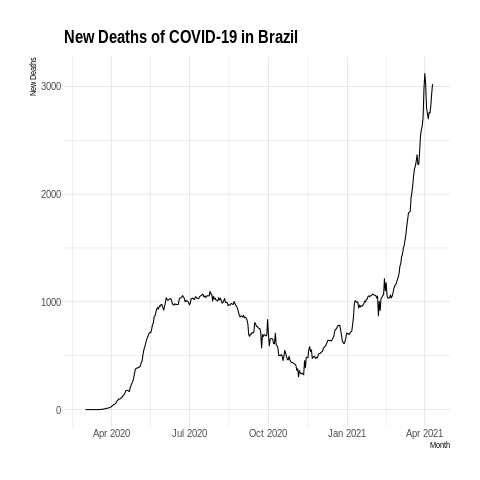 New Deaths of COVID-19 in Brazil
New Deaths
3000
2000
1000
0
Apr 2020 Jul 2020 Oct 2020 Jan 2021 Apr 2021
Month